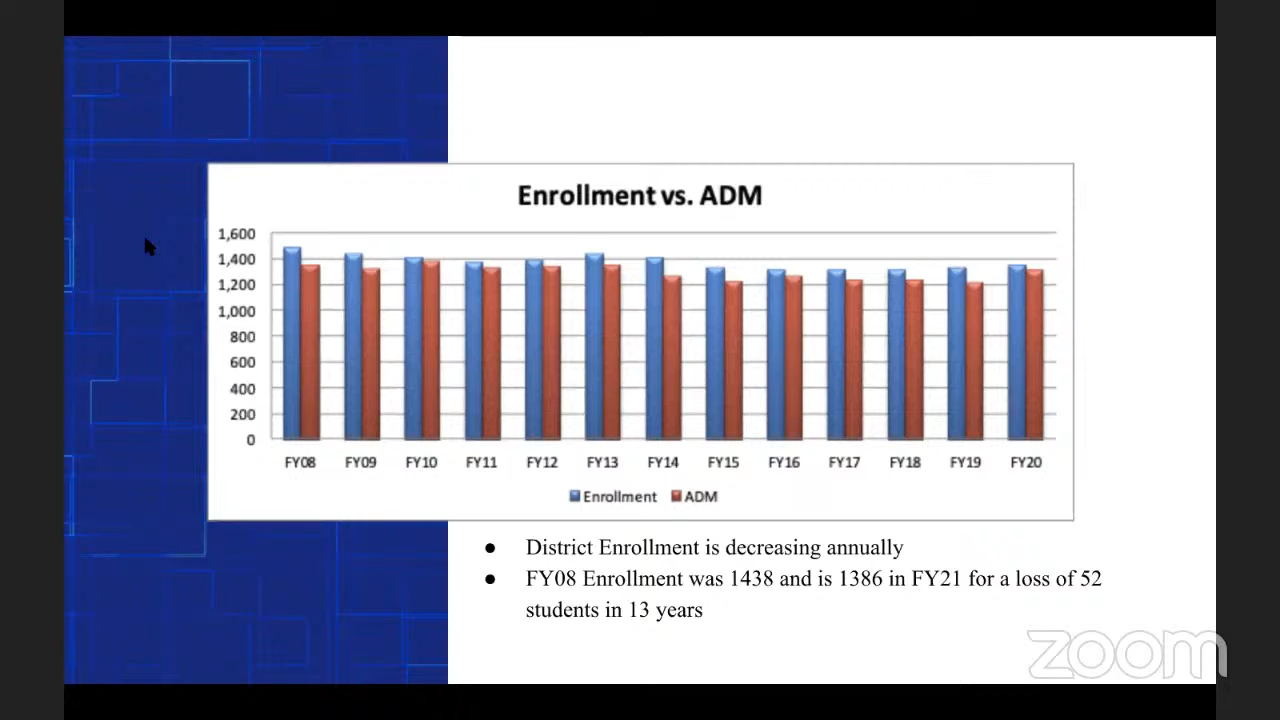 Enrollment vs. ADM
1,600
1,400
1,200
1,000
800
600
400
200
0
FY08 FY09 FY10 FY11 FY12 FY13 FY14 FY15 FY16 FY17 FY18 FY19 FY20
Enrollment ADM
● District Enrollment is decreasing annually
● FY08 Enrollment was 1438 and is 1386 in FY21 for a loss of 52
students in 13 years
zoom